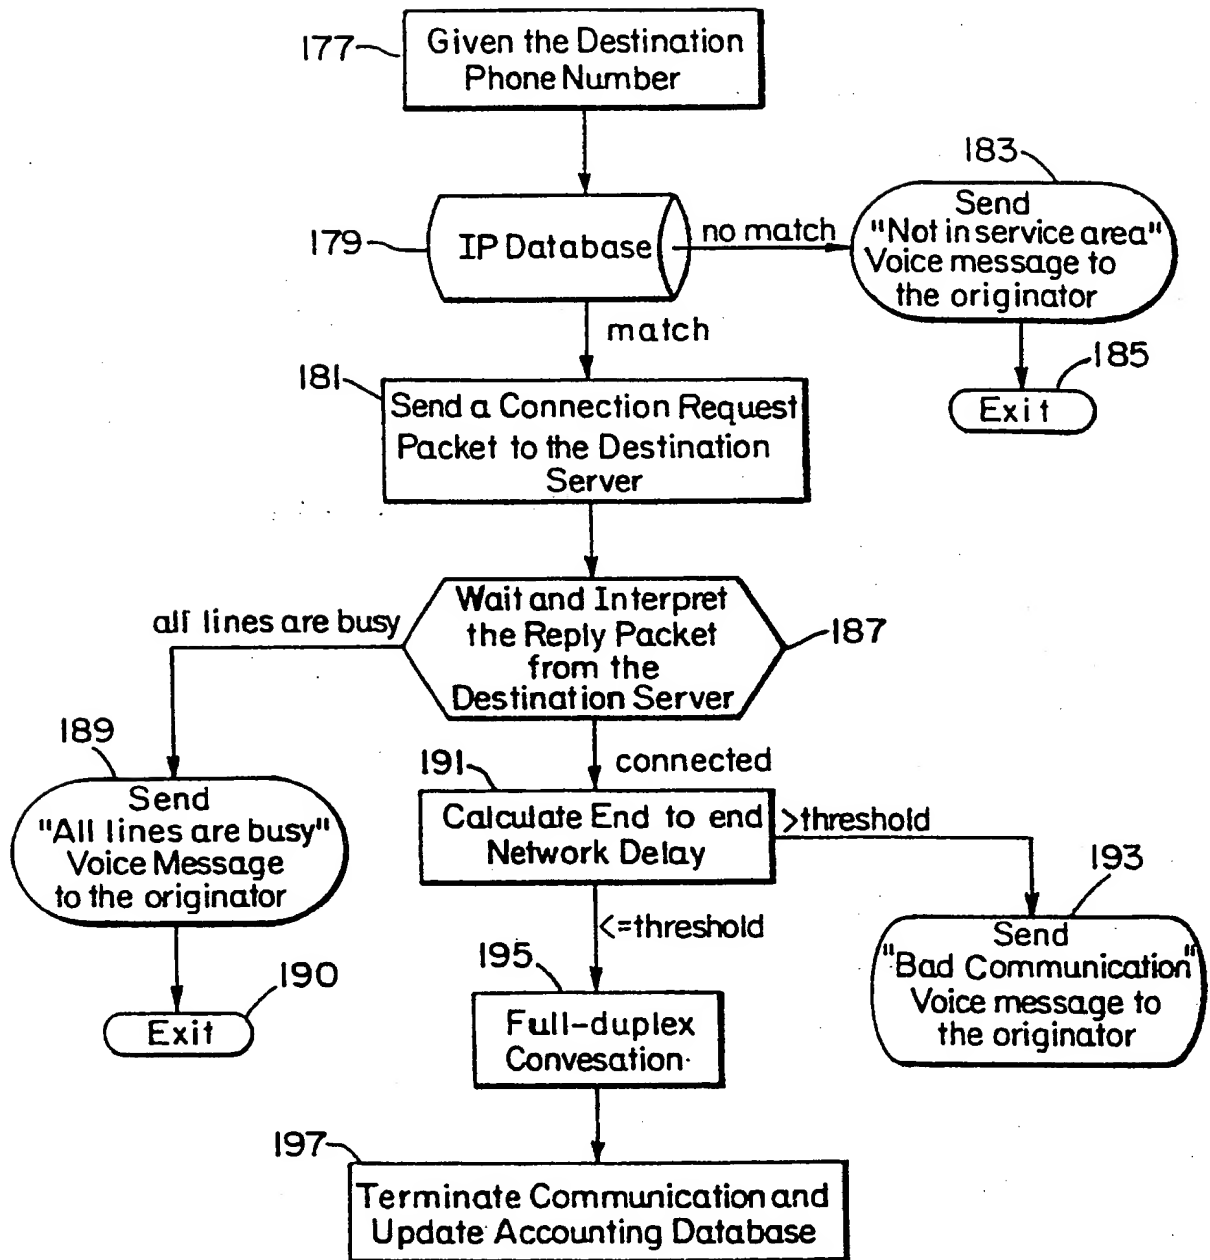 177
Given the Destination
Phone Number
183
Send
"Not in service area"
Voice message to
the originator
179
IP Database
no match
match
185
Exit
181
Send a Connection Request
Packet to the Destination
Server
all lines are busy
Wait and Interpret
the Reply Packet
from the
Destination Server
187
189
Send
"All lines are busy"
Voice Message
to the originator
connected
191
Calculate End to end
Network Delay
>threshold
193
Send
"Bad Communication"
Voice message to
the originator
<=threshold
190
Exit
195
Full-duplex
Convesation
197
Terminate Communication and
Update Accounting Database